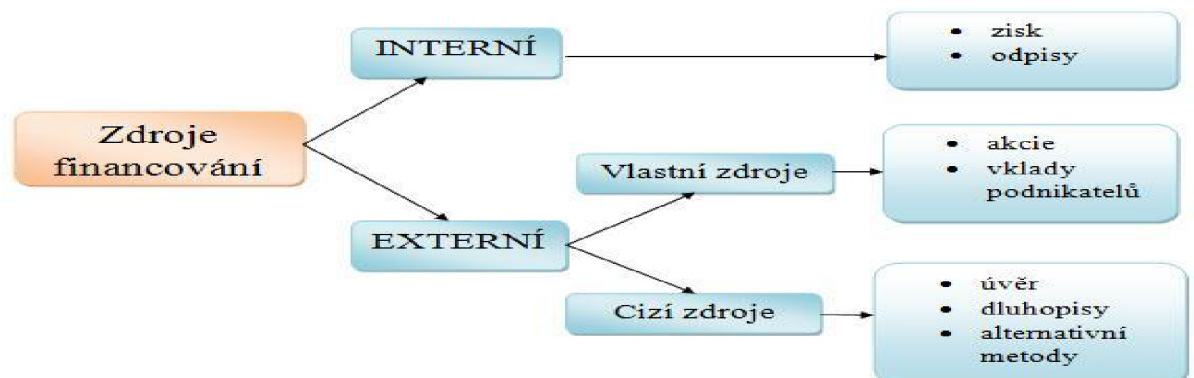 Zdroje
financování
INTERNÍ
• zisk
• odpisy
EXTERNÍ
Vlastní zdroje
• akcie
• vklady
podnikatelů
Cizí zdroje
• úvěr
• dluhopisy
• alternativní
metody